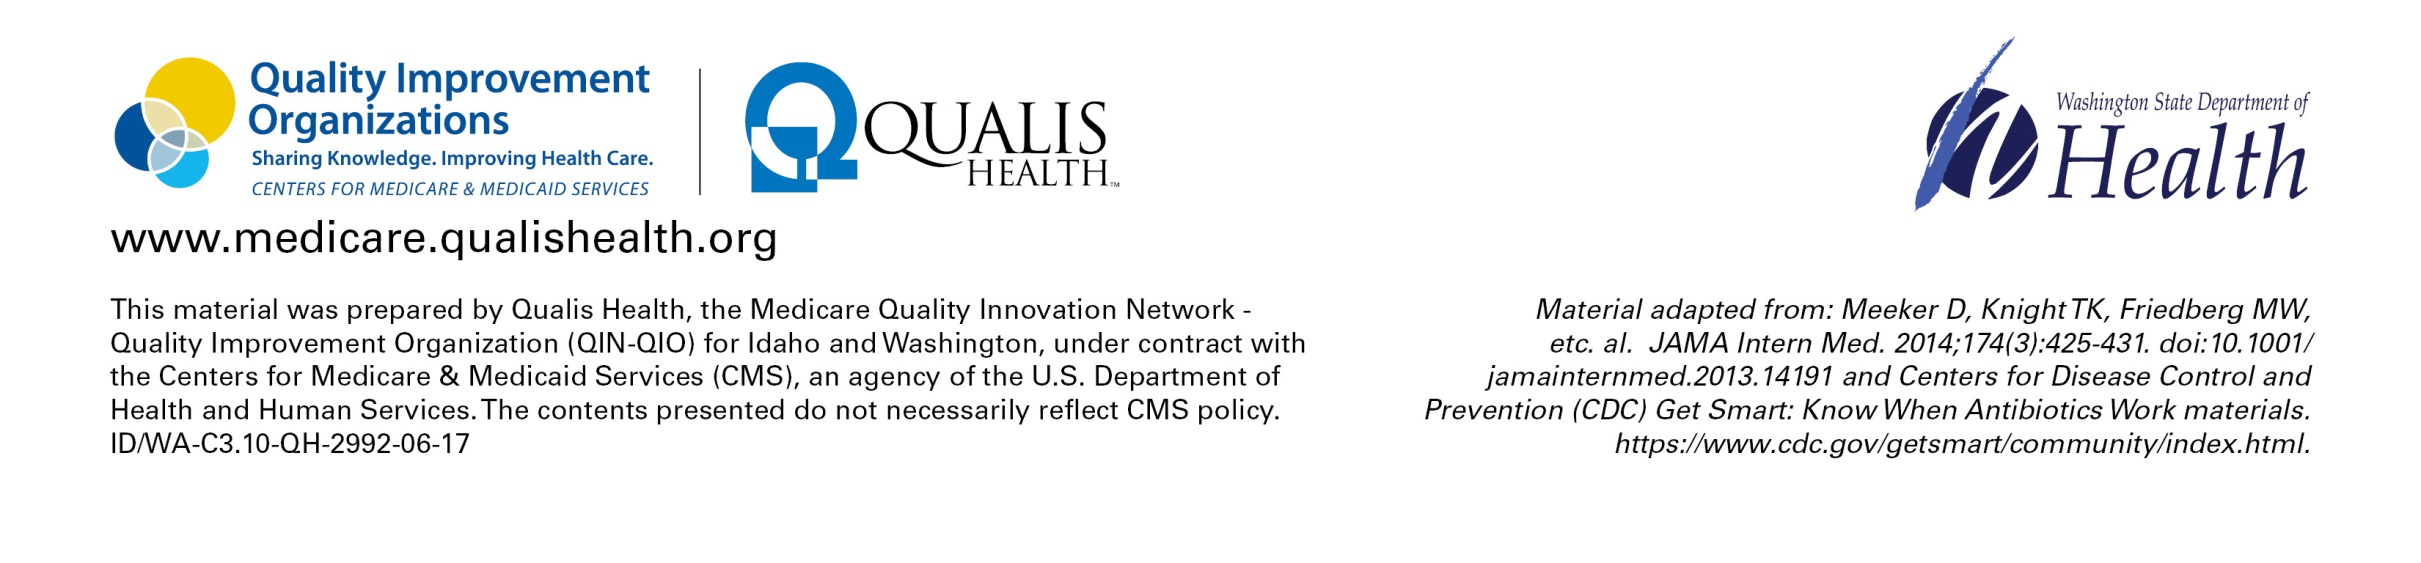 Quality Improvement
Organizations
Sharing Knowledge. Improving Health Care.
CENTERS FOR MEDICARE & MEDICAID SERVICES
QUALIS
HEALTH™
Washington State Department of
Health
www.medicare.qualishealth.org
This material was prepared by Qualis Health, the Medicare Quality Innovation Network -
Quality Improvement Organization (QIN-QIO) for Idaho and Washington, under contract with
the Centers for Medicare & Medicaid Services (CMS), an agency of the U.S. Department of
Health and Human Services. The contents presented do not necessarily reflect CMS policy.
ID/WA-C3.10-QH-2992-06-17
Material adapted from: Meeker D, Knight TK, Friedberg MW,
etc. al. JAMA Intern Med. 2014;174(3):425-431. doi:10.1001/
jamainternmed.2013.14191 and Centers for Disease Control and
Prevention (CDC) Get Smart: Know When Antibiotics Work materials.
https://www.cdc.gov/getsmart/community/index.html.